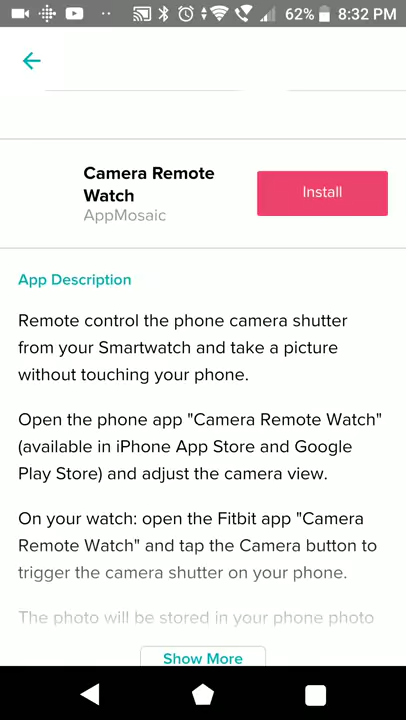 62% 8:32 PM
Camera Remote
Watch
AppMosaic
Install
App Description
Remote control the phone camera shutter
from your Smartwatch and take a picture
without touching your phone.
Open the phone app "Camera Remote Watch"
(available in iPhone App Store and Google
Play Store) and adjust the camera view.
On your watch: open the Fitbit app "Camera
Remote Watch" and tap the Camera button to
trigger the camera shutter on your phone.
The photo will be stored in your phone photo
Show More